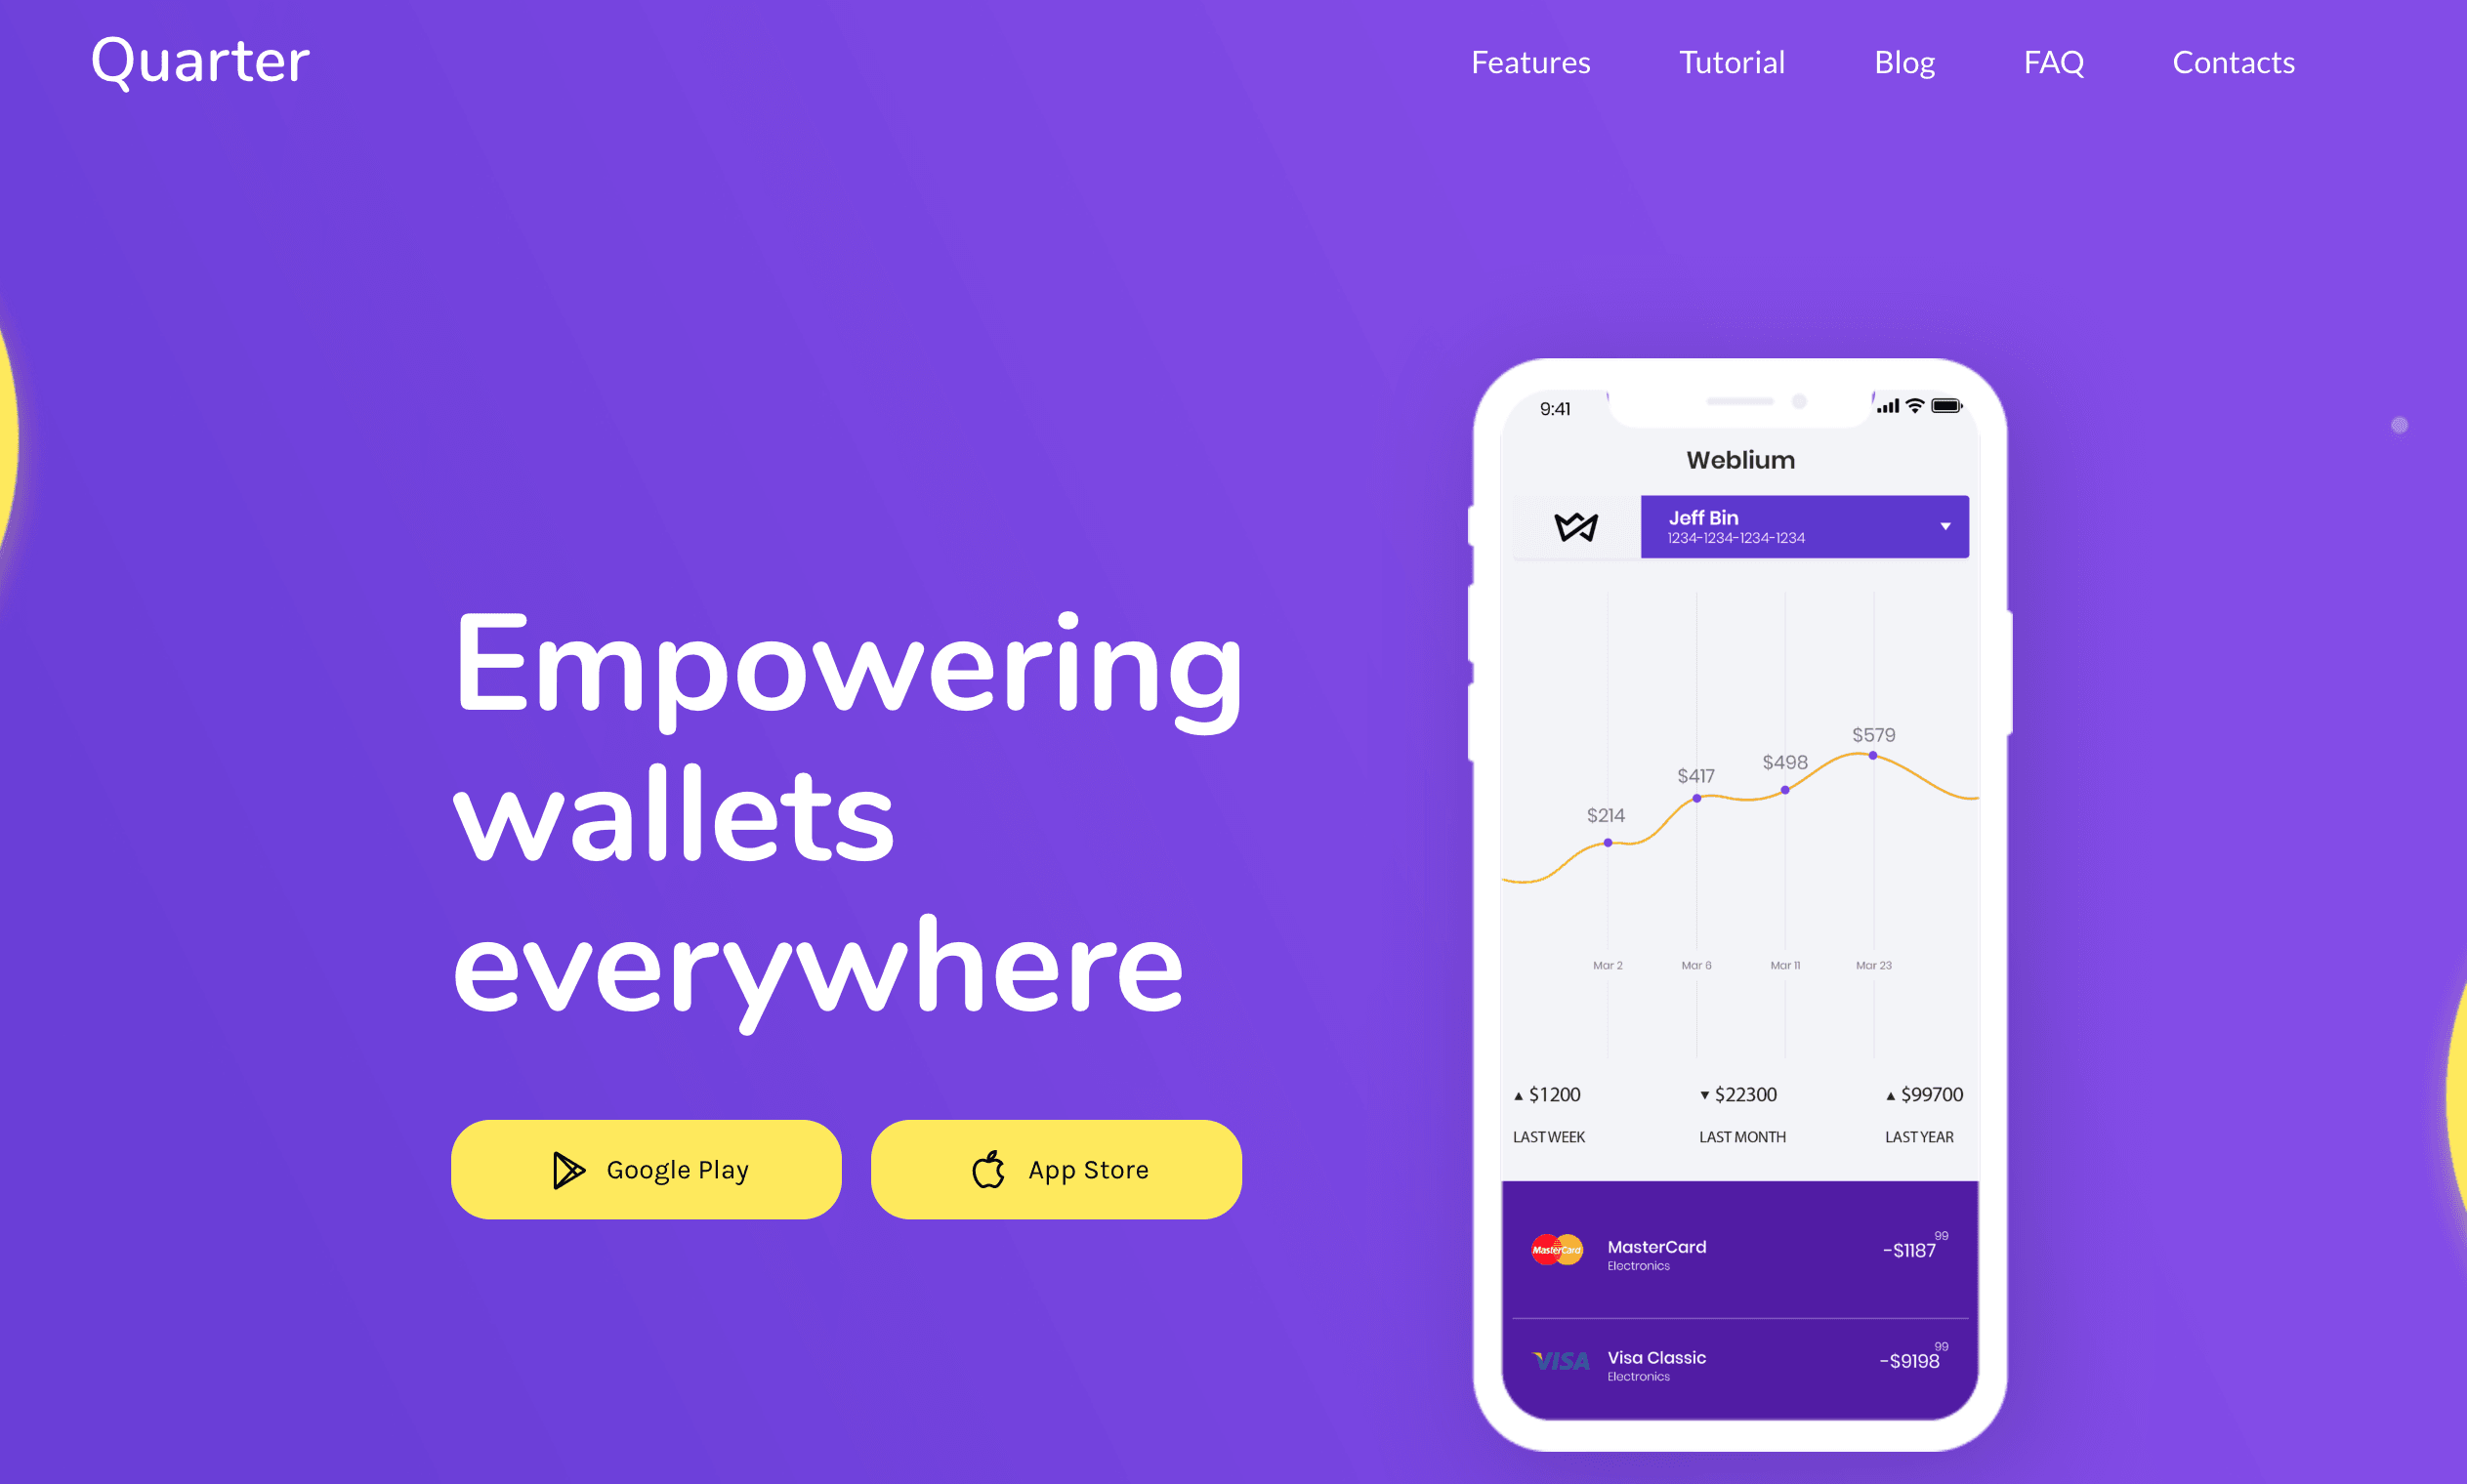 Quarter
Features Tutorial Blog FAQ Contacts
Empowering
wallets
everywhere
Google Play
App Store
9:41
Weblium
Jeff Bin
1234-1234-1234-1234
$214
$417
$498
$579
Mar 2 Mar 6 Mar 11 Mar 23
▲ $1200 ▼ $22300 ▲ $99700
LAST WEEK LAST MONTH LAST YEAR
MasterCard MasterCard -$1187 99
Electronics
VISA Visa Classic -$9198 99
Electronics